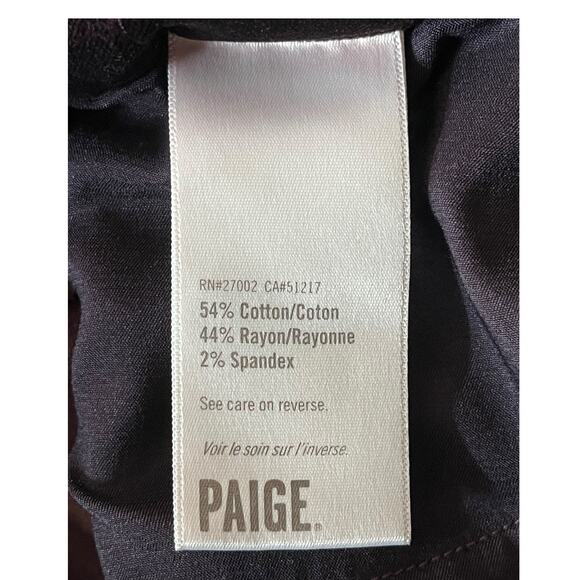 RN#27002 CA#51217
54% Cotton/Coton
44% Rayon/Rayonne
2% Spandex
See care on reverse.
Voir le soin sur l'inverse.
PAIGE®